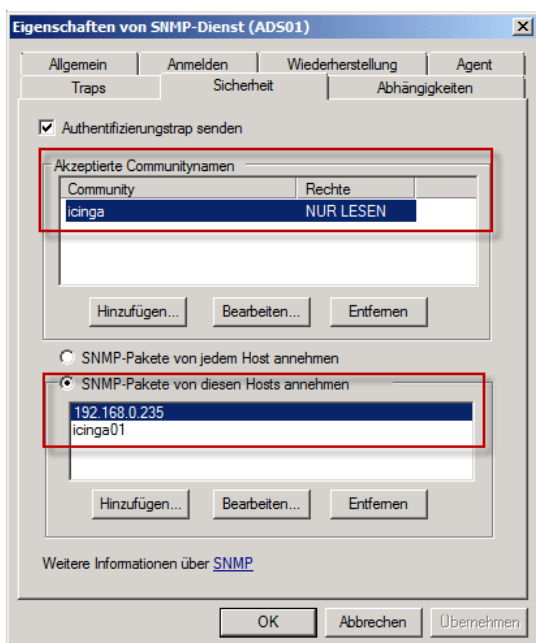 Eigenschaften von SNMP-Dienst (ADS01)
Allgemein Anmelden Wiederherstellung Agent
Traps Sicherheit Abhängigkeiten
Authentifizierungstrap senden
Akzeptierte Communitynamen
Community Rechte
icinga NUR LESEN
Hinzufügen... Bearbeiten... Entfernen
SNMP-Pakete von jedem Host annehmen
SNMP-Pakete von diesen Hosts annehmen
192.168.0.235
icinga01
Hinzufügen... Bearbeiten... Entfernen
Weitere Informationen über SNMP
OK Abbrechen Übernehmen